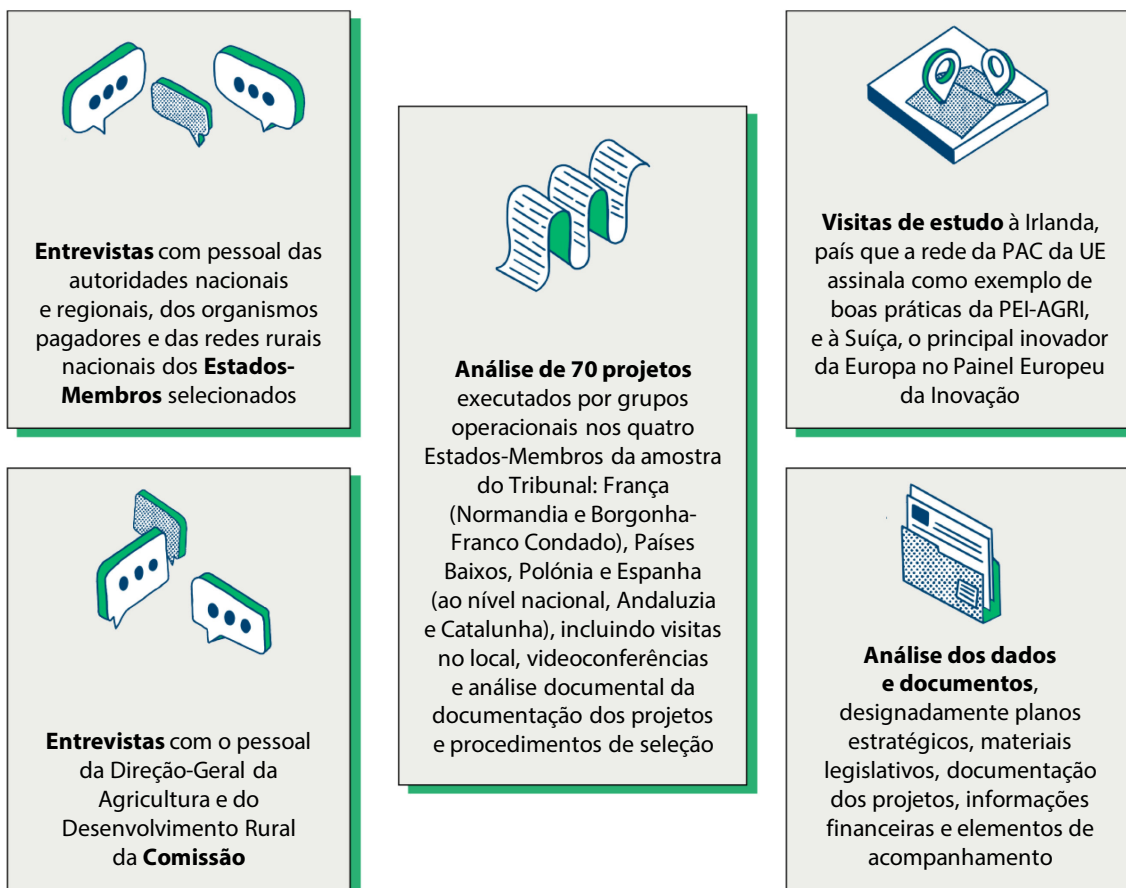 Entrevistas com pessoal das
autoridades nacionais
e regionais, dos organismos
pagadores e das redes rurais
nacionais dos Estados-
Membros selecionados
Entrevistas com o pessoal
da Direção-Geral da
Agricultura e do
Desenvolvimento Rural
da Comissão
Análise de 70 projetos
executados por grupos
operacionais nos quatro
Estados-Membros da amostra
do Tribunal: França
(Normandia e Borgonha-
Franco Condado), Países
Baixos, Polónia e Espanha
(ao nível nacional, Andaluzia
e Catalunha), incluindo visitas
no local, videoconferências
e análise documental da
documentação dos projetos
e procedimentos de seleção
Visitas de estudo à Irlanda,
país que a rede da PAC da UE
assinala como exemplo de
boas práticas da PEI-AGRI,
e à Suíça, o principal inovador
da Europa no Painel Europeu
da Inovação
Análise dos dados
e documentos,
designadamente planos
estratégicos, materiais
legislativos, documentação
dos projetos, informações
financeiras e elementos de
acompanhamento